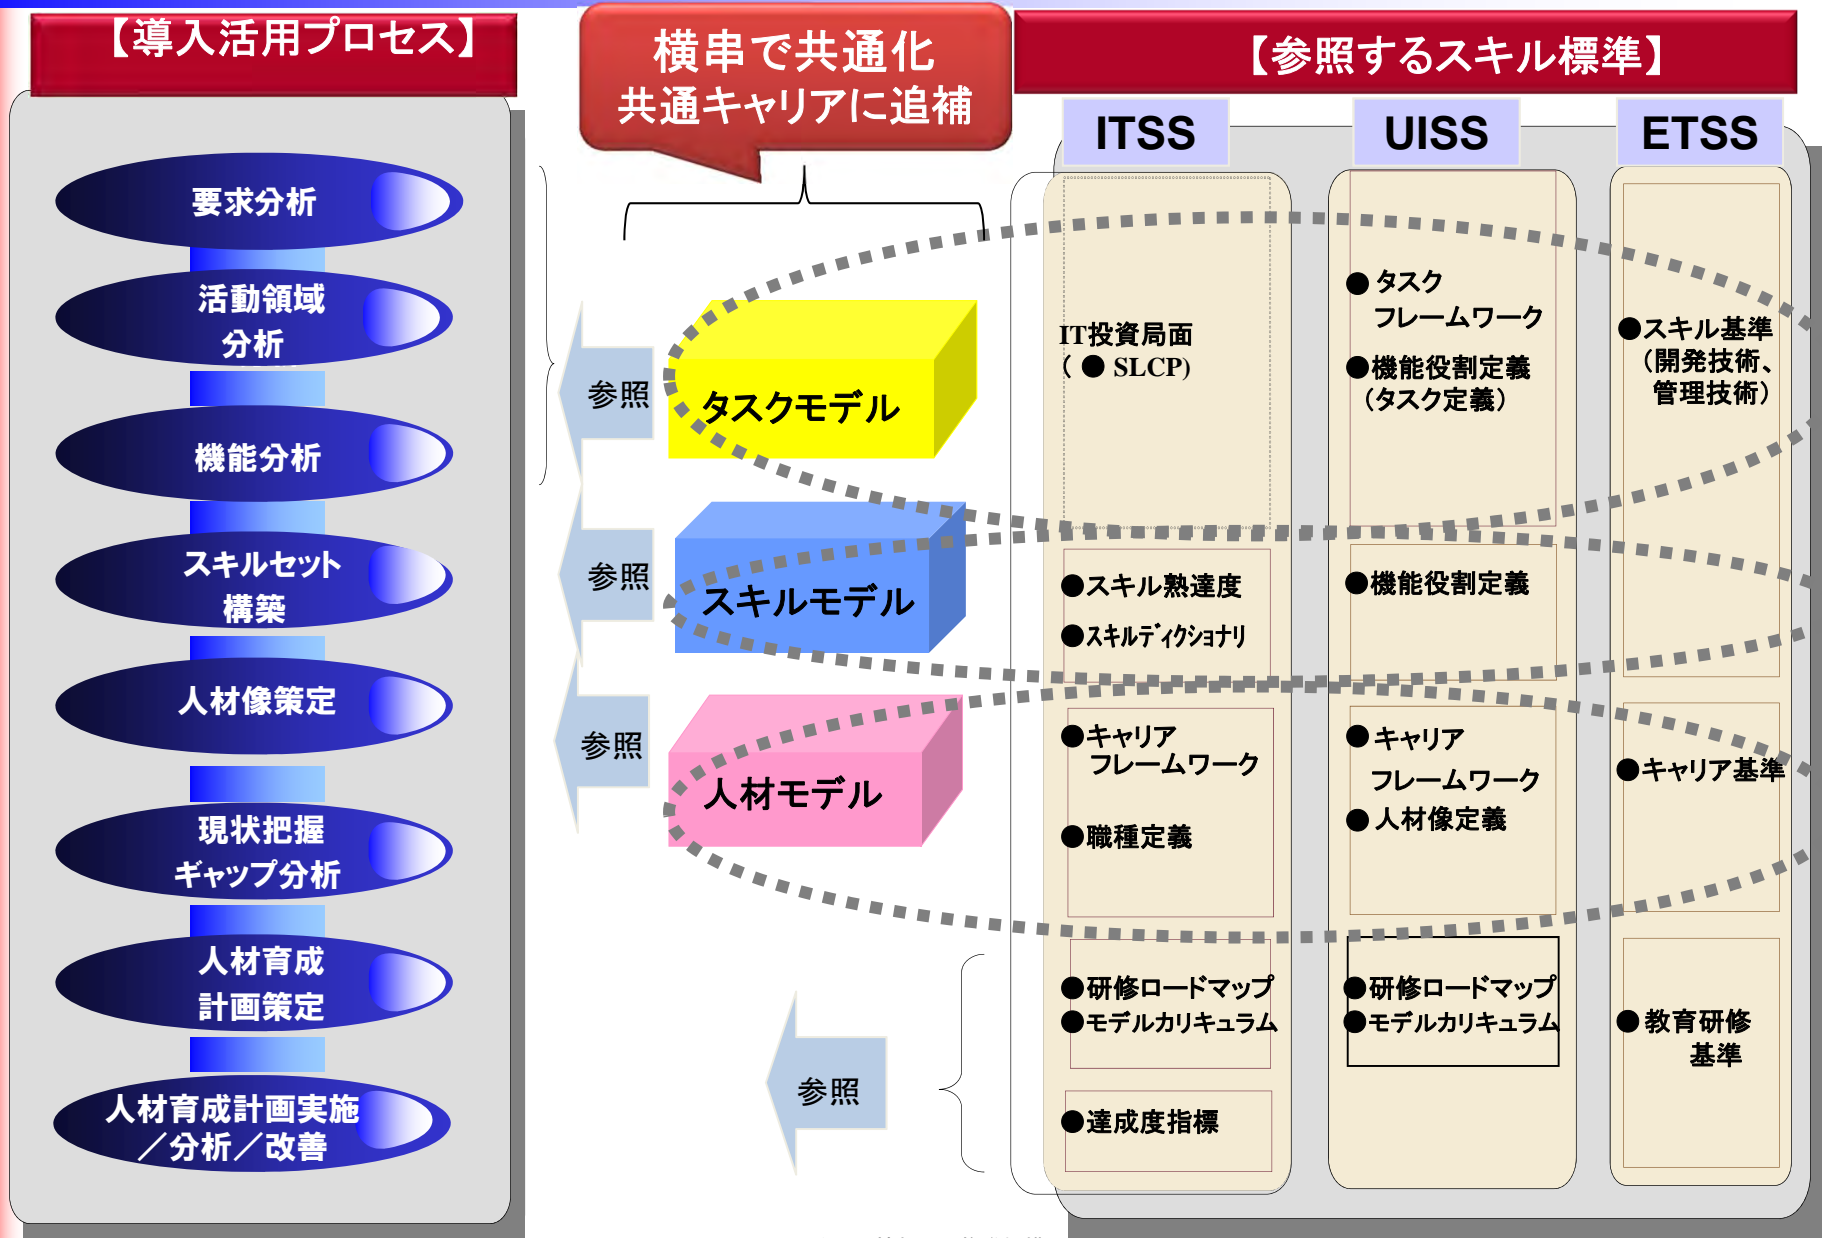 【導入活用プロセス】
要求分析
活動領域
分析
機能分析
スキルセット
構築
人材像策定
現状把握
ギャップ分析
人材育成
計画策定
人材育成計画実施
／分析／改善
横串で共通化
共通キャリアに追補
参照
タスクモデル
参照
スキルモデル
参照
人材モデル
参照
【参照するスキル標準】
ITSS
IT投資局面
（ ● SLCP)
●スキル熟達度
●スキルディクショナリ
●キャリア
フレームワーク
●職種定義
●研修ロードマップ
●モデルカリキュラム
●達成度指標
UISS
● タスク
フレームワーク
●機能役割定義
（タスク定義）
●機能役割定義
● キャリア
フレームワーク
● 人材像定義
●研修ロードマップ
●モデルカリキュラム
ETSS
●スキル基準
（開発技術、
管理技術）
●キャリア基準
● 教育研修
基準